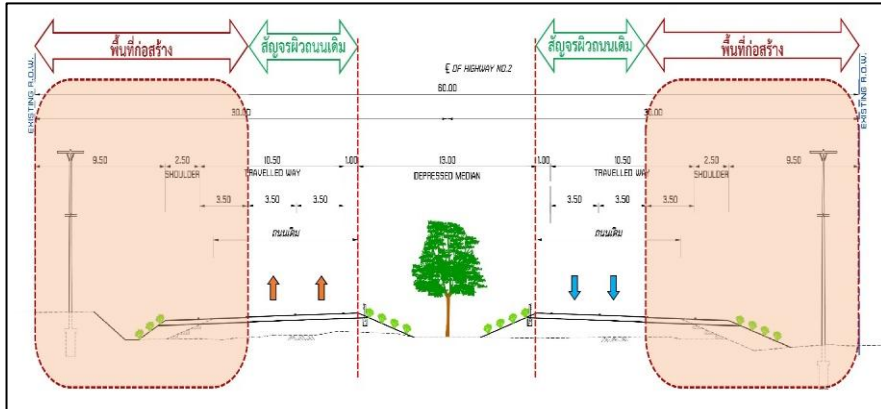 พื้นที่ก่อสร้าง
สัญจรผิวถนนเดิม
สัญจรผิวถนนเดิม
พื้นที่ก่อสร้าง
℄ OF HIGHWAY NO.2
EXISTING R.O.W.
60.00
EXISTING R.O.W.
30.00
30.00
9.50
2.50
10.50
1.00
13.00
1.00
10.50
2.50
9.50
SHOULDER
TRAVELLED WAY
DEPRESSED MEDIAN
TRAVELLED WAY
SHOULDER
3.50
3.50
3.50
3.50
3.50
3.50
ถนนเดิม
ถนนเดิม